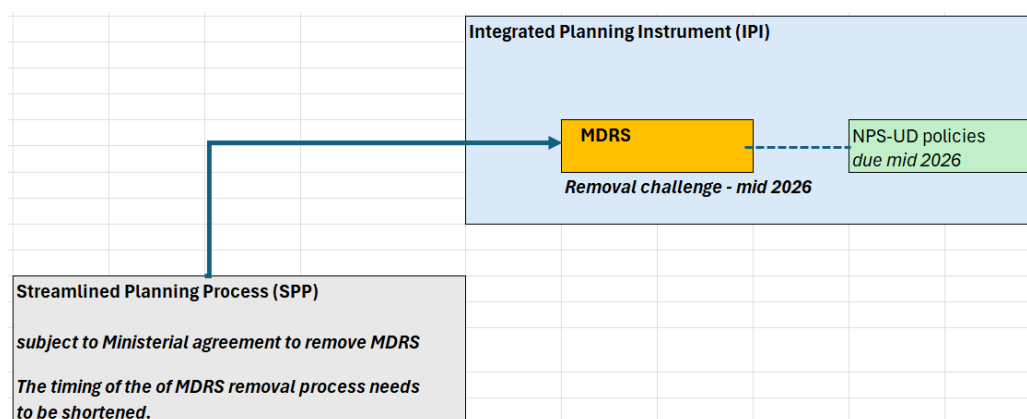 Integrated Planning Instrument (IPI)
MDRS
NPS-UD policies
due mid 2026
Removal challenge - mid 2026
Streamlined Planning Process (SPP)
subject to Ministerial agreement to remove MDRS
The timing of the of MDRS removal process needs
to be shortened.